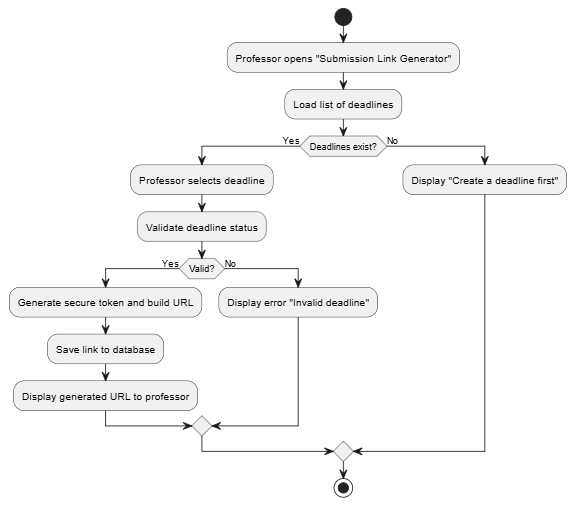 Professor opens "Submission Link Generator"
Load list of deadlines
Deadlines exist?
Yes
No
Professor selects deadline
Display "Create a deadline first"
Validate deadline status
Valid?
Yes
No
Generate secure token and build URL
Display error "Invalid deadline"
Save link to database
Display generated URL to professor